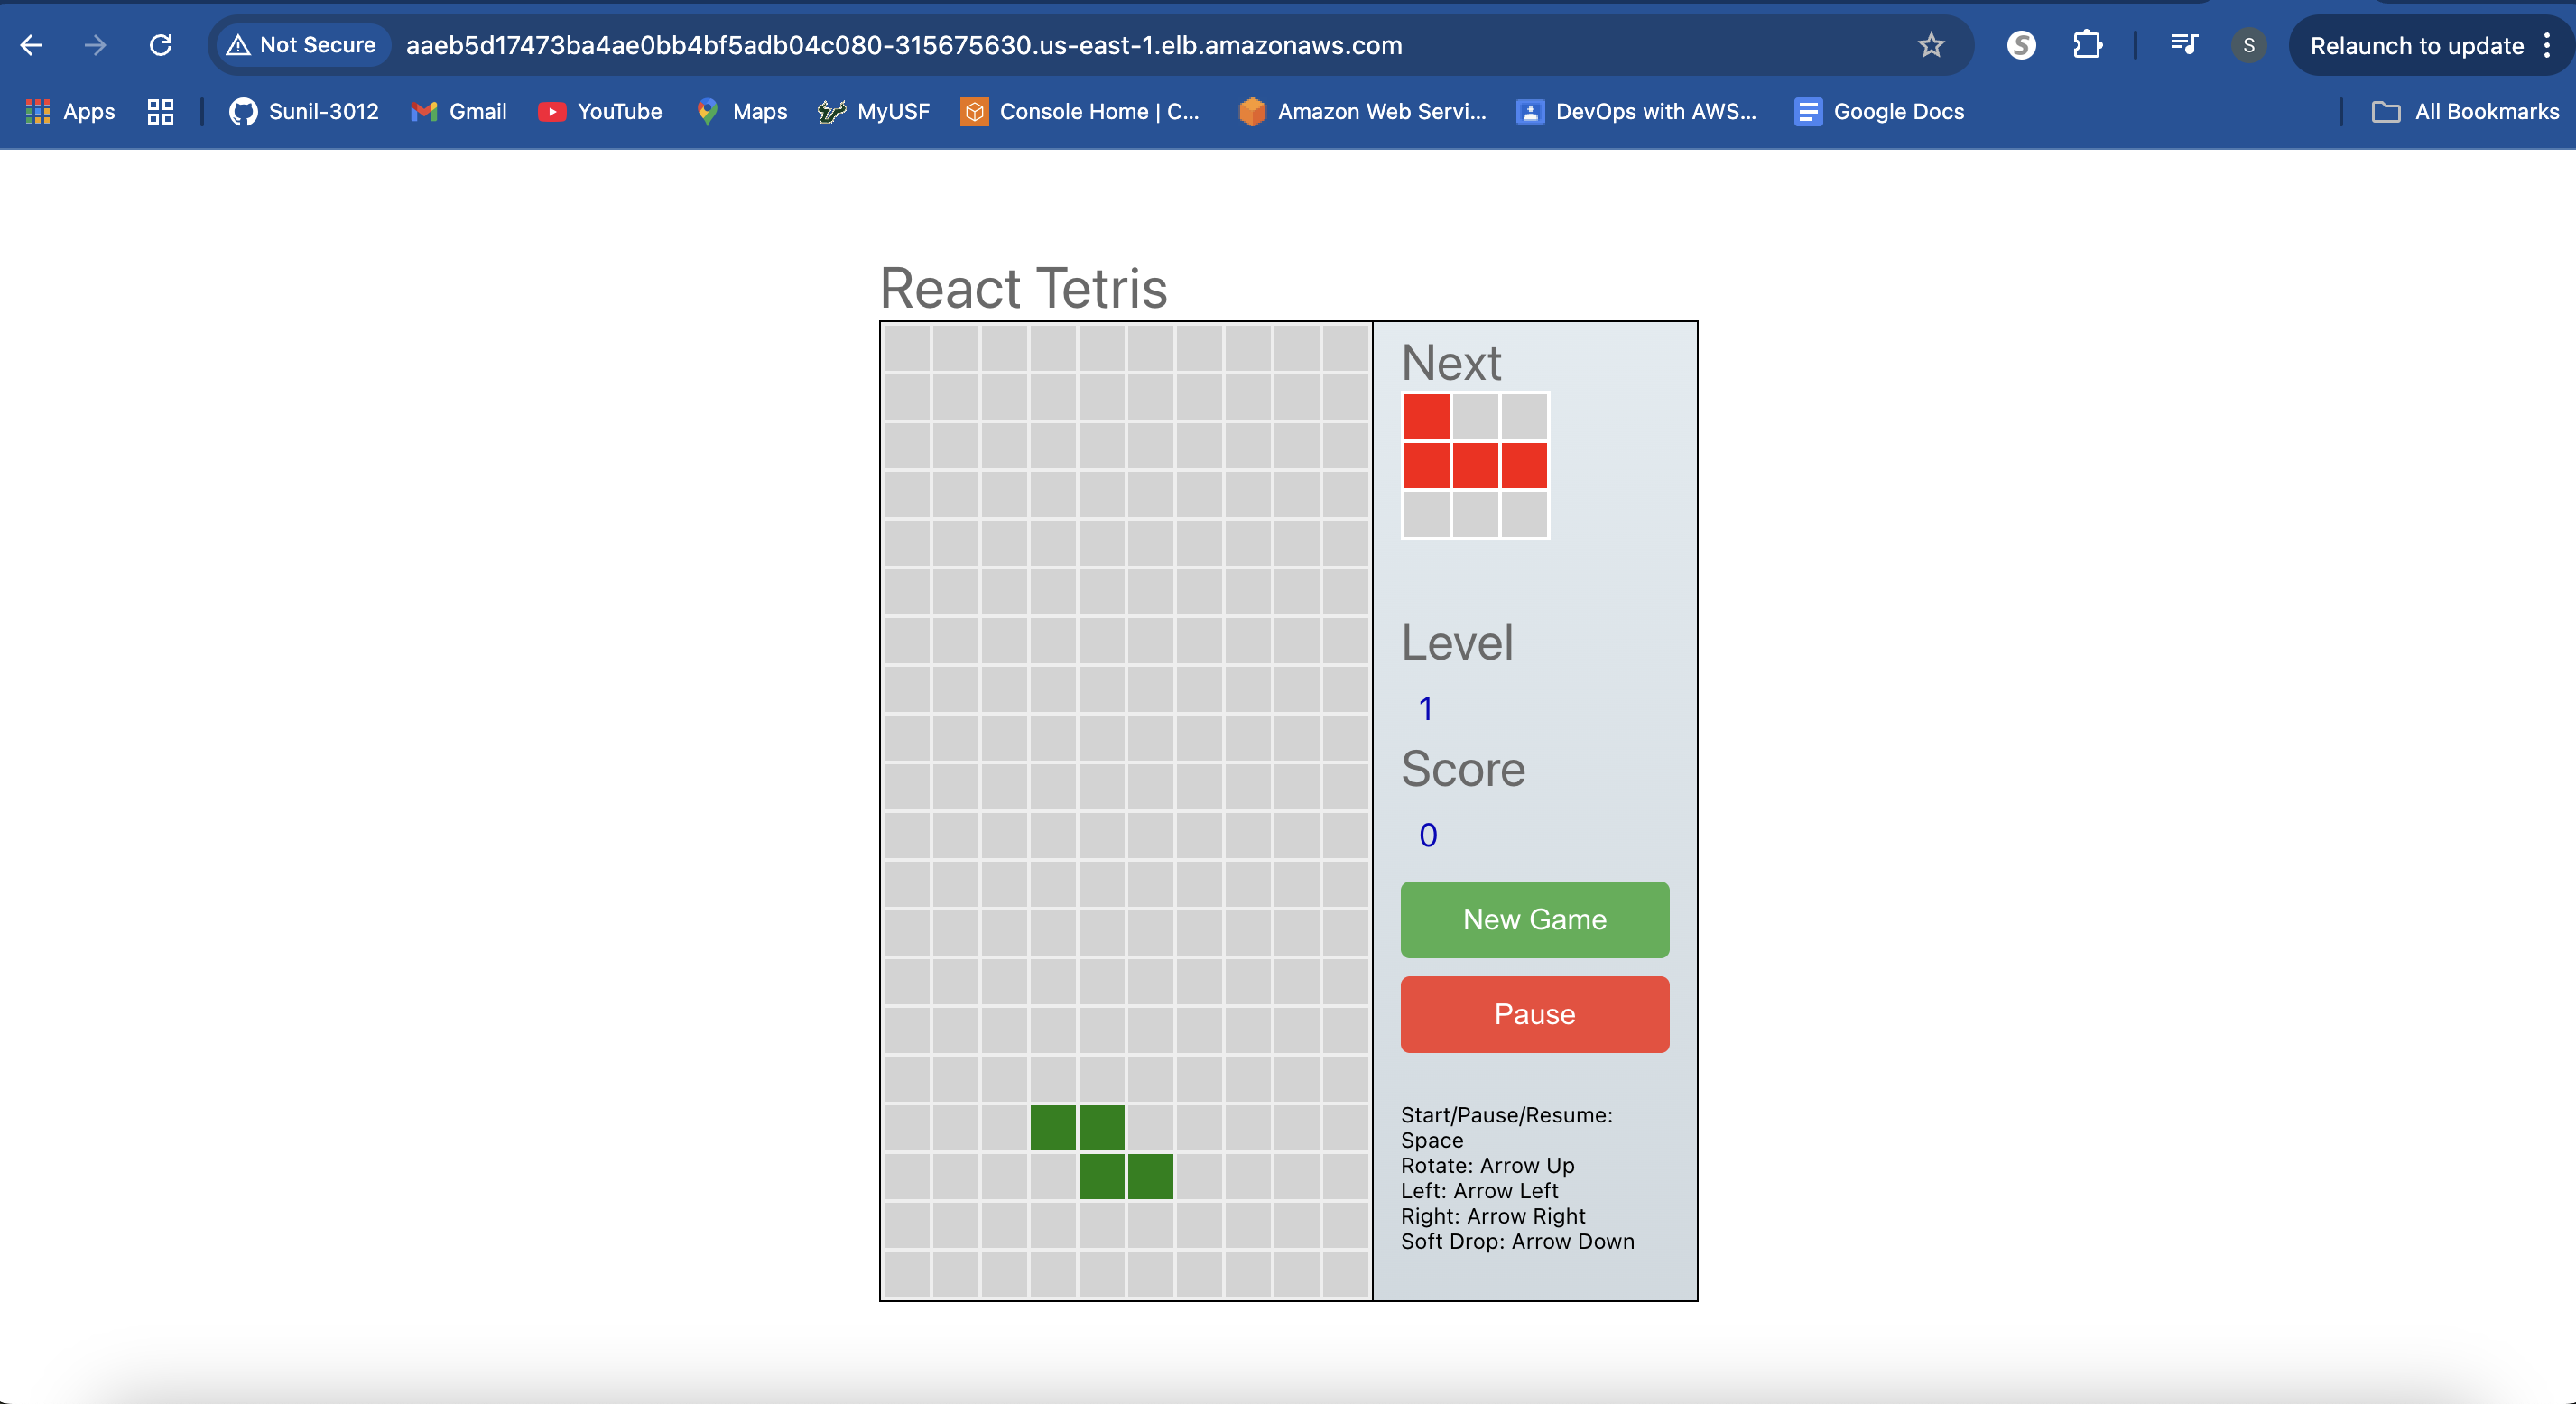 Not Secure aaeb5d17473ba4ae0bb4bf5adb04c080-315675630.us-east-1.elb.amazonaws.com S S Relaunch to update
Apps Sunil-3012 Gmail YouTube Maps MyUSF Console Home | C... Amazon Web Servi... DevOps with AWS... Google Docs All Bookmarks
React Tetris
Next
Level
1
Score
0
New Game
Pause
Start/Pause/Resume:
Space
Rotate: Arrow Up
Left: Arrow Left
Right: Arrow Right
Soft Drop: Arrow Down